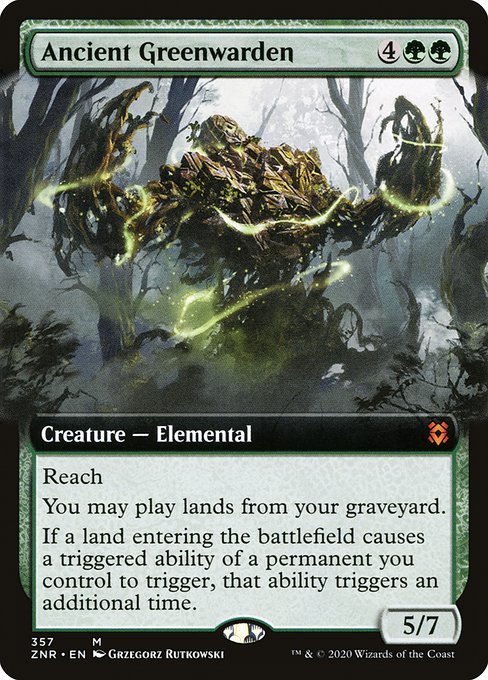 Ancient Greenwarden 4
Creature — Elemental
Reach
You may play lands from your graveyard.
If a land entering the battlefield causes
a triggered ability of a permanent you
control to trigger, that ability triggers an
additional time.
5/7
357 M
ZNR • EN Grzegorz Rutkowski
™ & © 2020 Wizards of the Coast